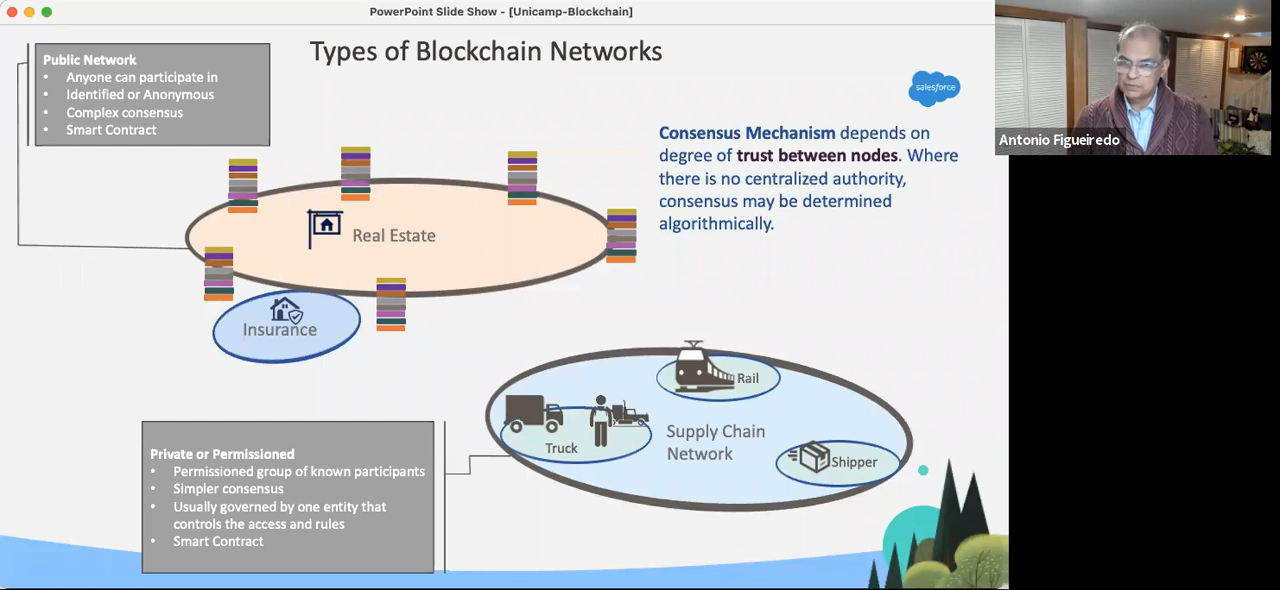 PowerPoint Slide Show - [Unicamp-Blockchain]
Types of Blockchain Networks
Public Network
• Anyone can participate in
• Identified or Anonymous
• Complex consensus
• Smart Contract
salesforce
Antonio Figueiredo
Consensus Mechanism depends on
degree of trust between nodes. Where
there is no centralized authority,
consensus may be determined
algorithmically.
Real Estate
Insurance
Rail
Truck
Supply Chain
Network
Shipper
Private or Permissioned
• Permissioned group of known participants
• Simpler consensus
• Usually governed by one entity that
controls the access and rules
• Smart Contract